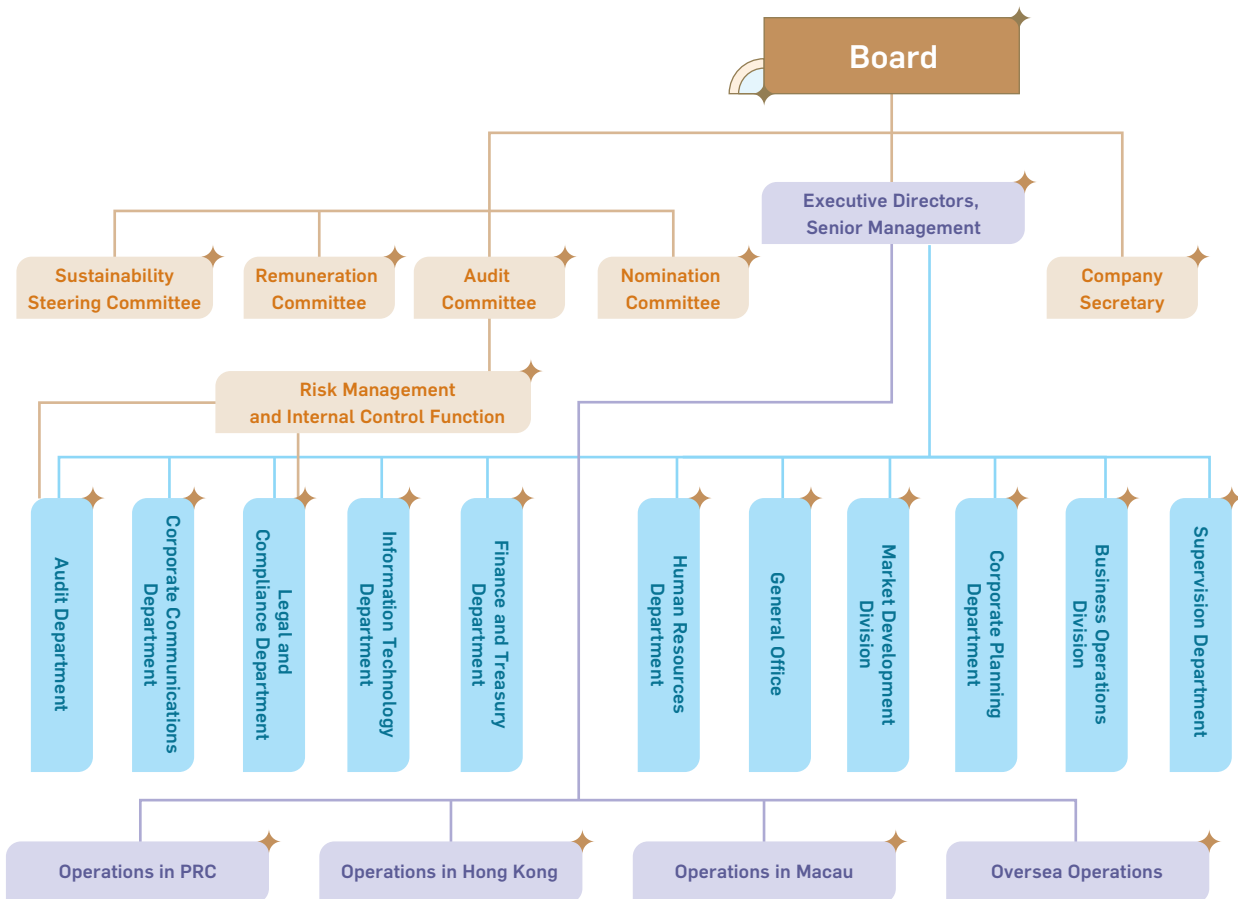 Board
Executive Directors,
Senior Management
Sustainability
Steering Committee
Remuneration
Committee
Audit
Committee
Nomination
Committee
Company
Secretary
Risk Management
and Internal Control Function
Audit Department
Corporate Communications
Department
Legal and
Compliance Department
Information Technology
Department
Finance and Treasury
Department
Human Resources
Department
General Office
Market Development
Division
Corporate Planning
Department
Business Operations
Division
Supervision Department
Operations in PRC
Operations in Hong Kong
Operations in Macau
Oversea Operations